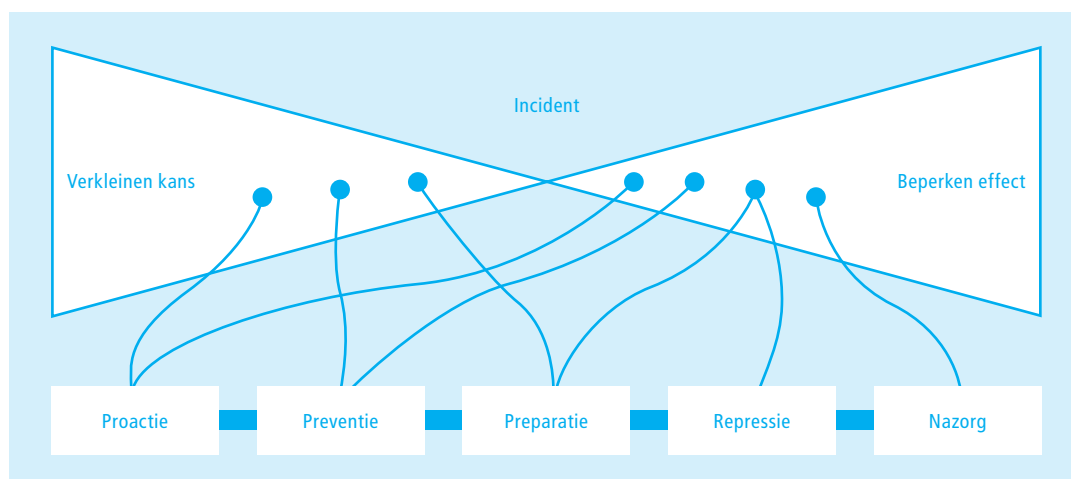 Incident
Verkleinen kans
Beperken effect
Proactie
Preventie
Preparatie
Repressie
Nazorg